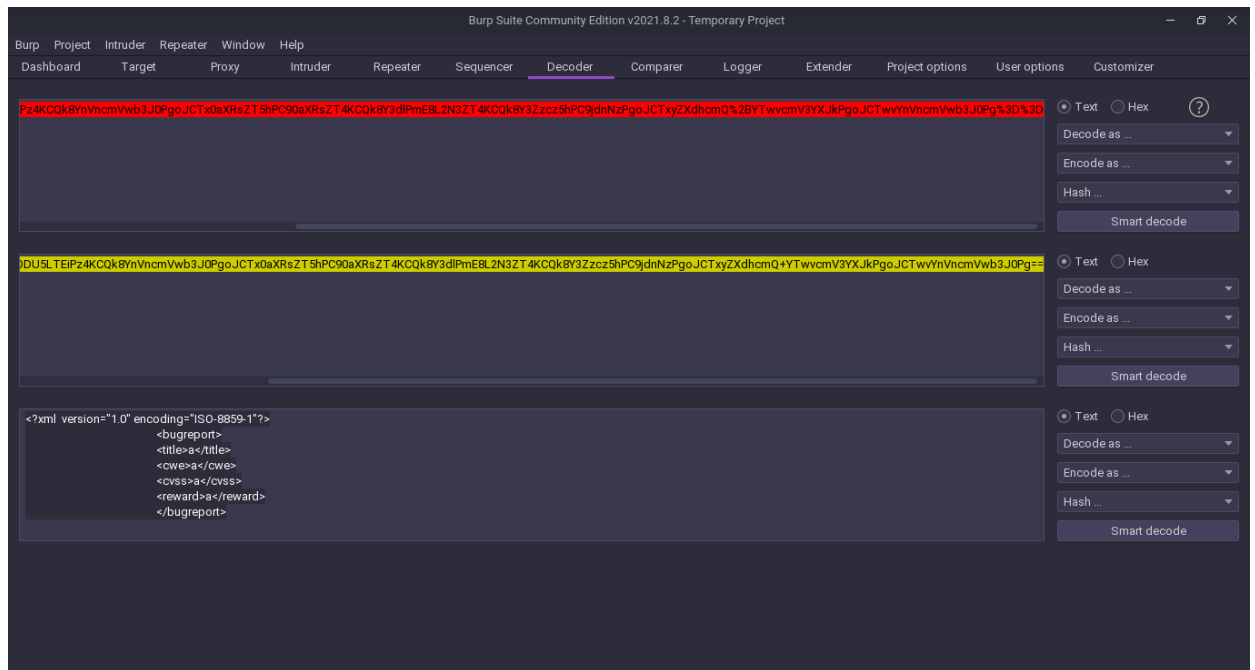 Burp Suite Community Edition v2021.8.2 - Temporary Project
Burp Project Intruder Repeater Window Help
Dashboard Target Proxy Intruder Repeater Sequencer Decoder Comparer Logger Extender Project options User options Customizer
Pz4KCQk8YnVncmVwb3J0PgoJCTx0aXRsZT5hPC90aXRsZT4KCQk8Y3dlPmE8L2N3ZT4KCQk8Y3Zzcz5hPC9jdnNzPgoJCTxyZXdhcmQ%2BYTwvcmV3YXJkPgoJCTwvYnVncmVwb3J0Pg%3D%3D
Text Hex ?
Decode as ...
Encode as ...
Hash ...
Smart decode
DU5LTEiPz4KCQk8YnVncmVwb3J0PgoJCTx0aXRsZT5hPC90aXRsZT4KCQk8Y3dlPmE8L2N3ZT4KCQk8Y3Zzcz5hPC9jdnNzPgoJCTxyZXdhcmQ+YTwvcmV3YXJkPgoJCTwvYnVncmVwb3J0Pg==
Text Hex
Decode as ...
Encode as ...
Hash ...
Smart decode
<?xml version="1.0" encoding="ISO-8859-1"?>
<bugreport>
<title>a</title>
<cwe>a</cwe>
<cvss>a</cvss>
<reward>a</reward>
</bugreport>
Text Hex
Decode as ...
Encode as ...
Hash ...
Smart decode